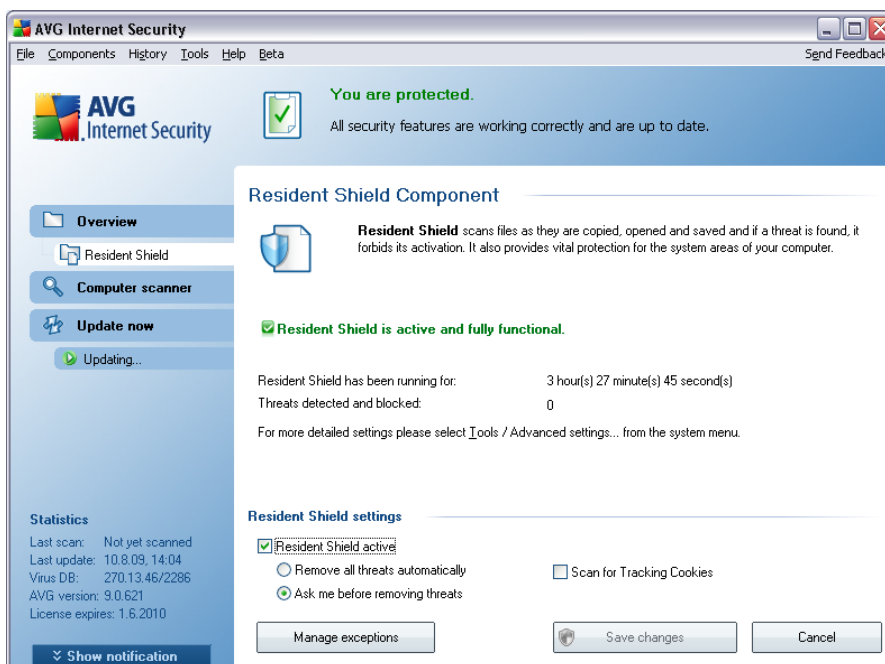 AVG Internet Security
File Components History Tools Help Beta
Send Feedback
AVG
Internet Security
You are protected.
All security features are working correctly and are up to date.
Overview
Resident Shield
Computer scanner
Update now
Updating...
Resident Shield Component
Resident Shield scans files as they are copied, opened and saved and if a threat is found, it
forbids its activation. It also provides vital protection for the system areas of your computer.
Resident Shield is active and fully functional.
Resident Shield has been running for: 3 hour(s) 27 minute(s) 45 second(s)
Threats detected and blocked: 0
For more detailed settings please select Tools / Advanced settings... from the system menu.
Resident Shield settings
Resident Shield active
Remove all threats automatically
Scan for Tracking Cookies
Ask me before removing threats
Manage exceptions
Save changes
Cancel
Statistics
Last scan: Not yet scanned
Last update: 10.8.09, 14:04
Virus DB: 270.13.46/2286
AVG version: 9.0.621
License expires: 1.6.2010
Show notification